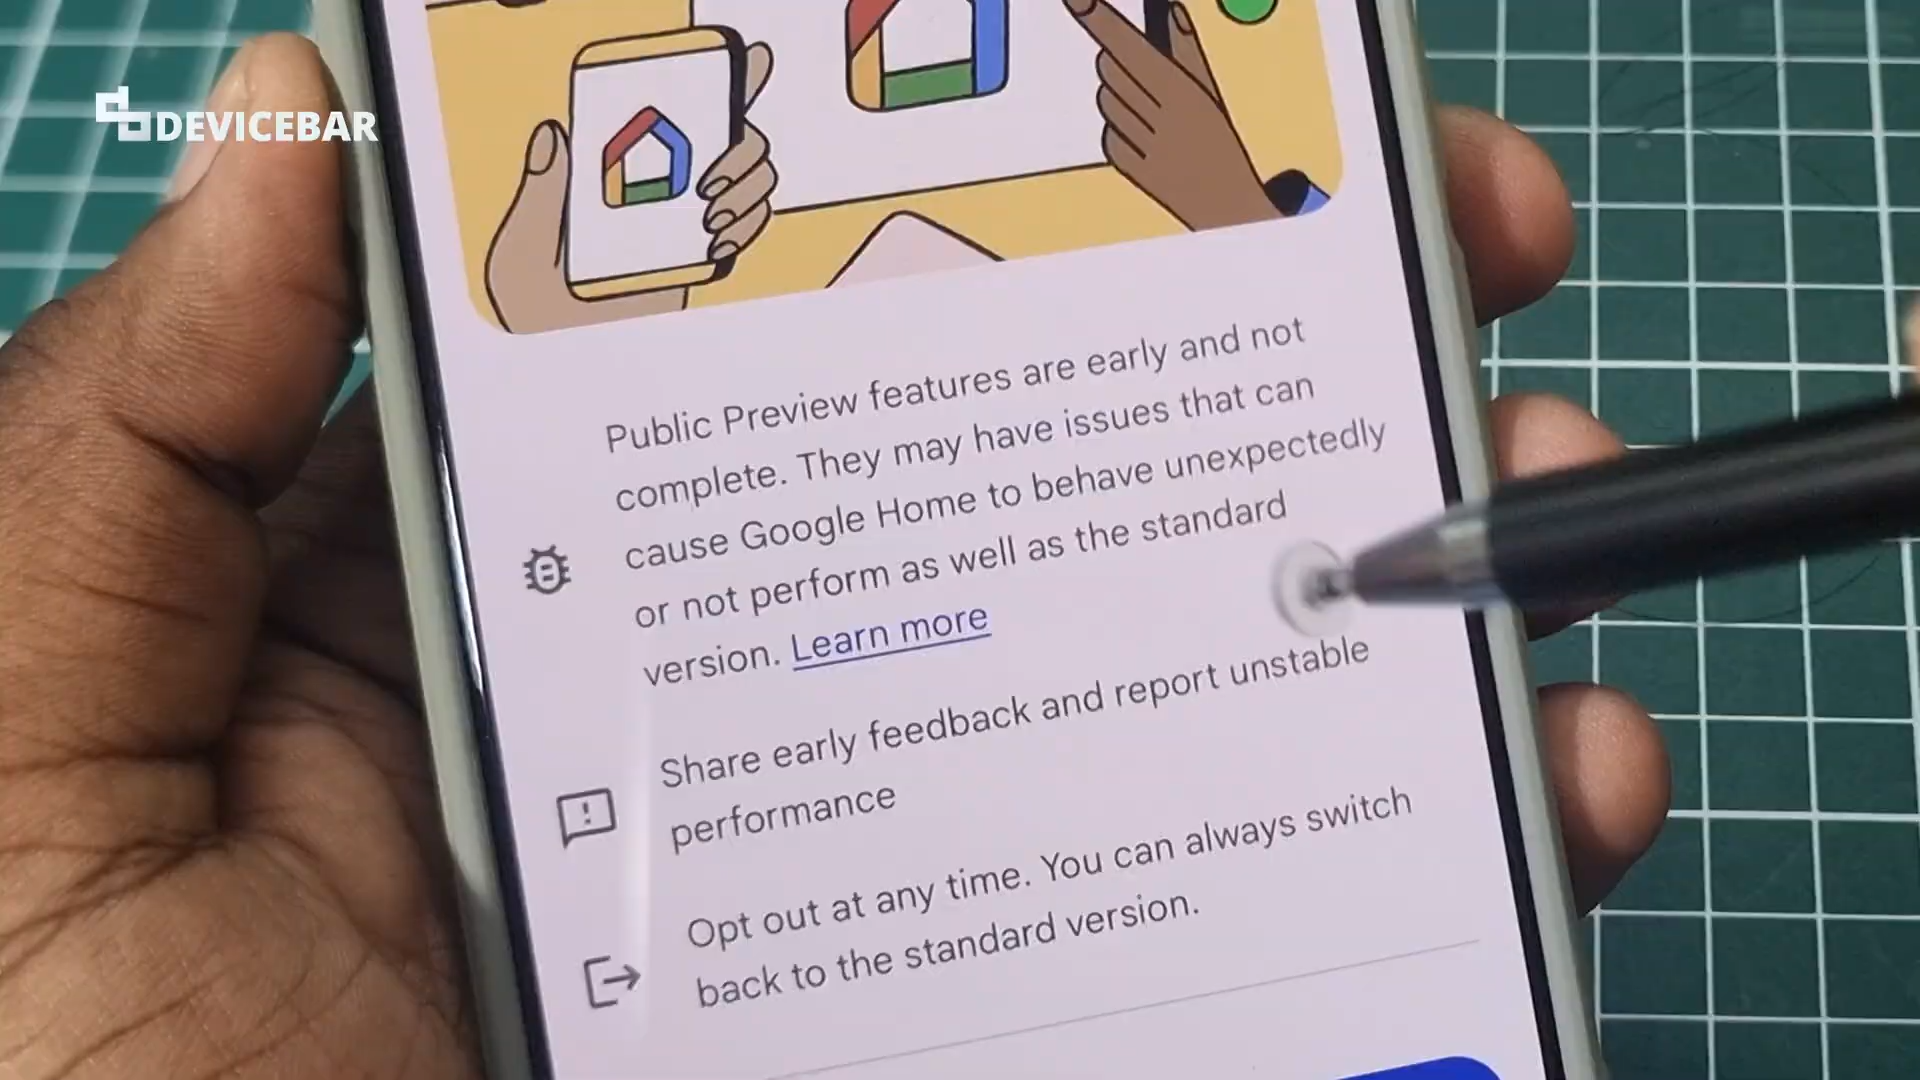 DEVICEBAR
Public Preview features are early and not
complete. They may have issues that can
cause Google Home to behave unexpectedly
or not perform as well as the standard
version. Learn more
Share early feedback and report unstable
performance
Opt out at any time. You can always switch
back to the standard version.